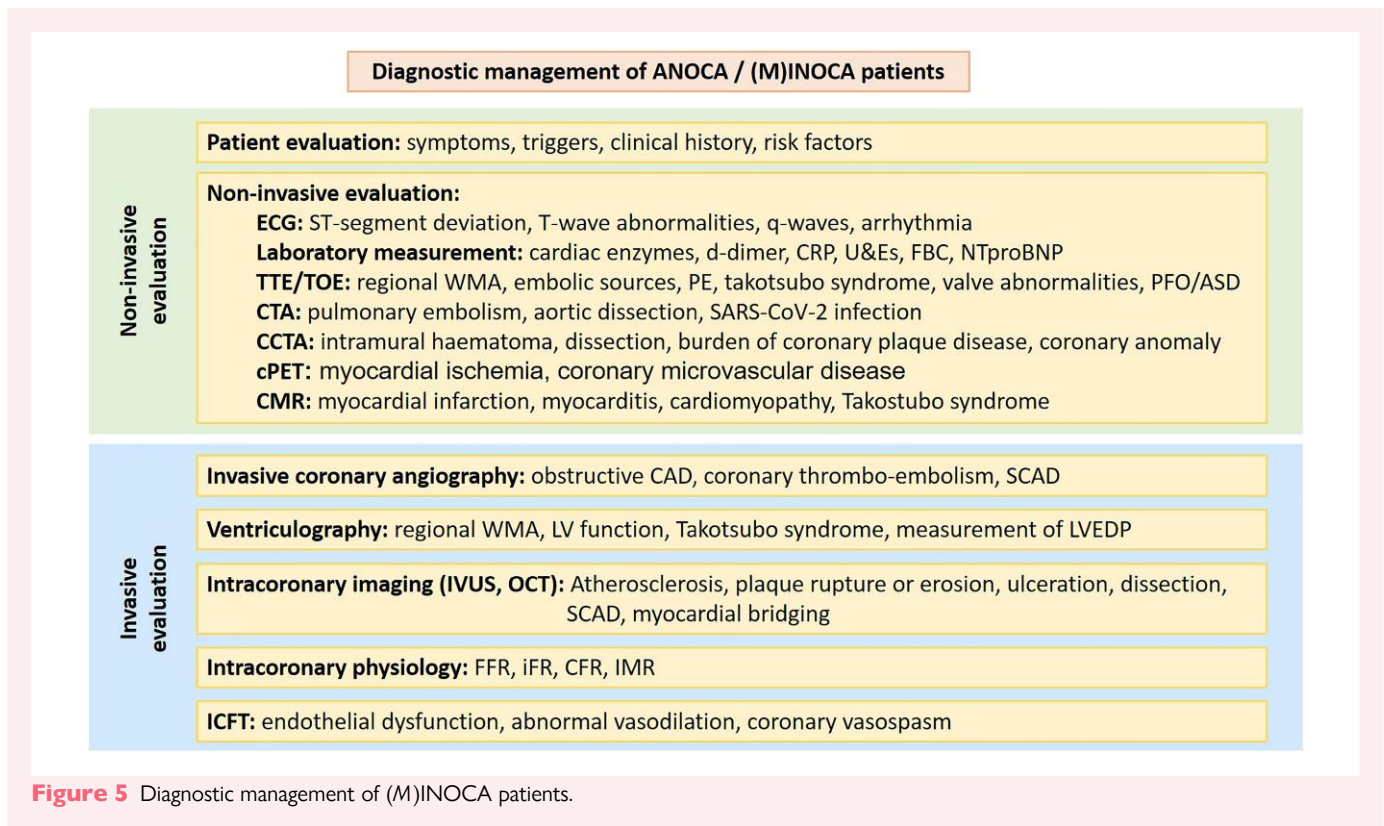 Diagnostic management of ANOCA / (M)INOCA patients
Non-invasive
evaluation
Patient evaluation: symptoms, triggers, clinical history, risk factors
Non-invasive evaluation:
ECG: ST-segment deviation, T-wave abnormalities, q-waves, arrhythmia
Laboratory measurement: cardiac enzymes, d-dimer, CRP, U&Es, FBC, NTproBNP
TTE/TOE: regional WMA, embolic sources, PE, takotsubo syndrome, valve abnormalities, PFO/ASD
CTA: pulmonary embolism, aortic dissection, SARS-CoV-2 infection
CCTA: intramural haematoma, dissection, burden of coronary plaque disease, coronary anomaly
cPET: myocardial ischemia, coronary microvascular disease
CMR: myocardial infarction, myocarditis, cardiomyopathy, Takostubo syndrome
Invasive
evaluation
Invasive coronary angiography: obstructive CAD, coronary thrombo-embolism, SCAD
Ventriculography: regional WMA, LV function, Takotsubo syndrome, measurement of LVEDP
Intracoronary imaging (IVUS, OCT): Atherosclerosis, plaque rupture or erosion, ulceration, dissection,
SCAD, myocardial bridging
Intracoronary physiology: FFR, iFR, CFR, IMR
ICFT: endothelial dysfunction, abnormal vasodilation, coronary vasospasm
Figure 5 Diagnostic management of (M)INOCA patients.